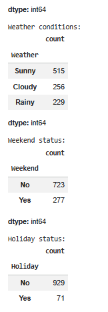 dtype: int64
Weather conditions:
count
Weather
Sunny 515
Cloudy 256
Rainy 229
dtype: int64
Weekend status:
count
Weekend
No 723
Yes 277
dtype: int64
Holiday status:
count
Holiday
No 929
Yes 71